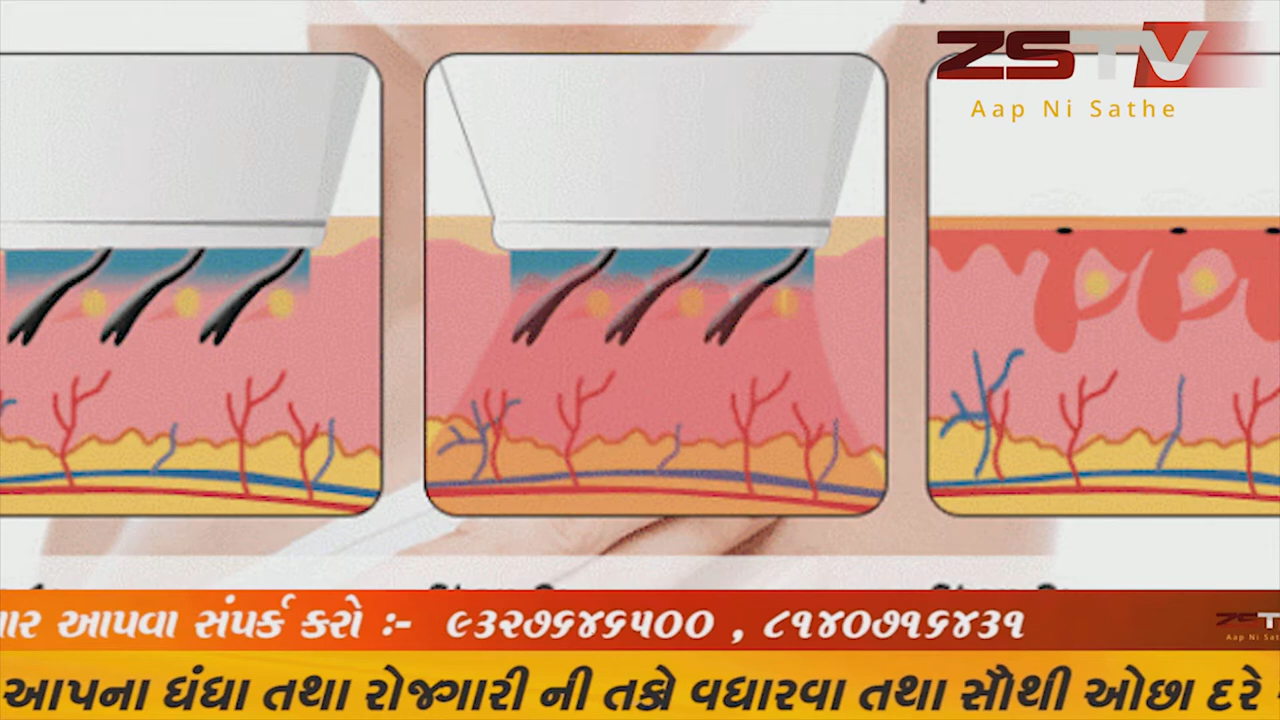 ZSTV
Aap Ni Sathe
આપવા સંપર્ક કરો :- ૯૩૨૭૬૪૬૫૦૦ , ૮૧૪૦૭૧૬૪૩૧
આપના ધંધા તથા રોજગારી ની તકો વધારવા તથા સૌથી ઓછા દરે